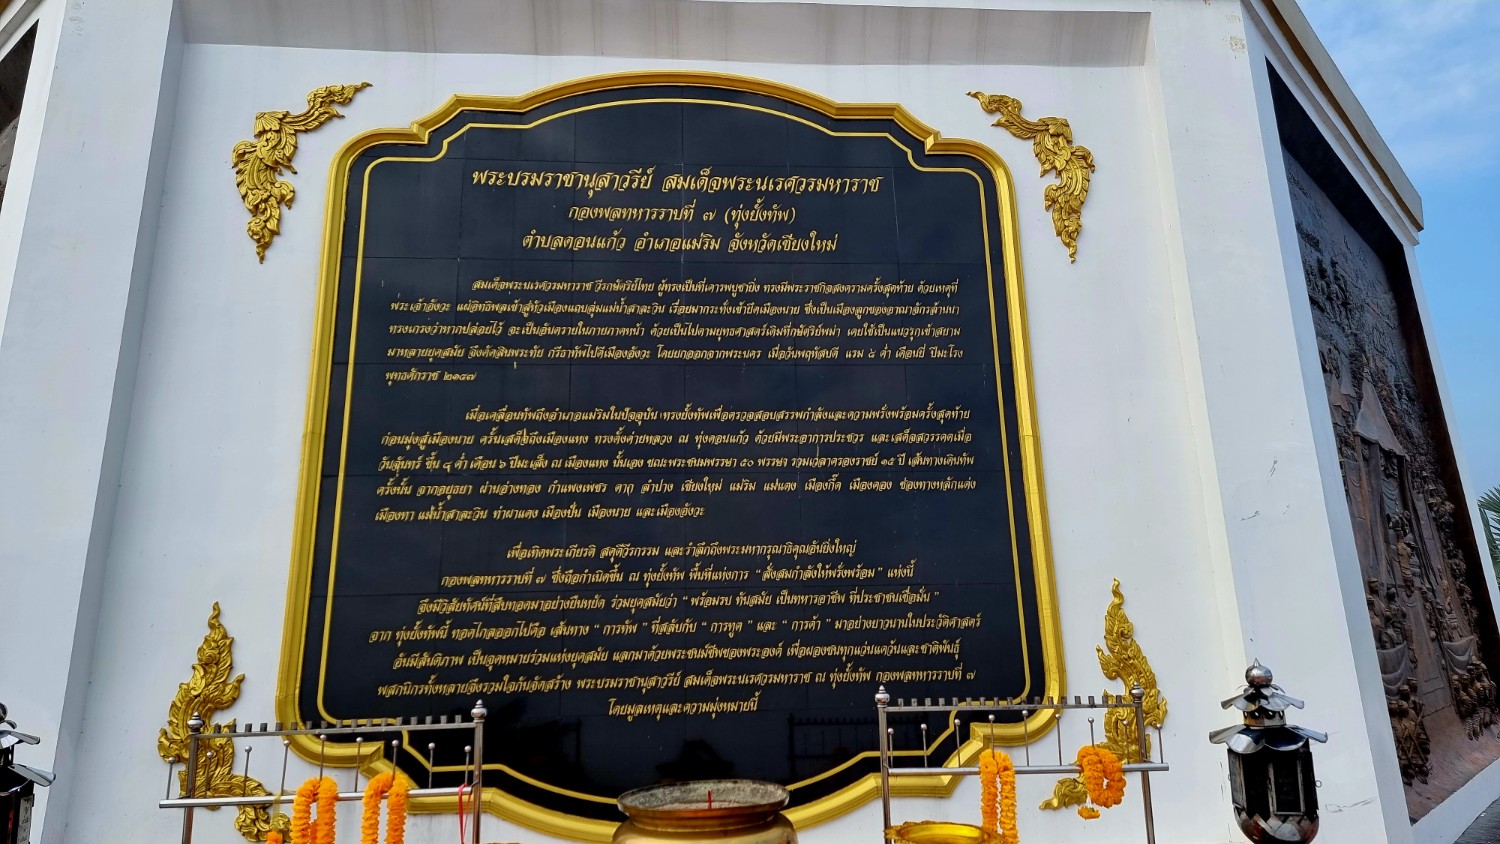 พระบรมราชานุสาวรีย์ สมเด็จพระนเรศวรมหาราช
กองพลทหารราบที่ ๗ (ทุ่งยั้งทัพ)
ตำบลดอนแก้ว อำเภอแม่ริม จังหวัดเชียงใหม่
สมเด็จพระนเรศวรมหาราช วีรกษัตริย์ไทย ผู้ทรงเป็นที่เคารพบูชายิ่ง ทรงมีพระราชกิจสงครามครั้งสุดท้าย ด้วยเหตุที่
พระเจ้าอังวะ แผ่อิทธิพลเข้าสู่หัวเมืองแถบลุ่มแม่น้ำสาละวิน เรื่อยมากระทั่งเข้ายึดเมืองนาย ซึ่งเป็นเมืองลูกของอาณาจักรล้านนา
ทรงเกรงว่าหากปล่อยไว้ จะเป็นอันตรายในภายภาคหน้า ด้วยเป็นไปตามยุทธศาสตร์เดิมที่กษัตริย์พม่า เคยใช้เป็นแนวรุกเข้าสยาม
มาหลายยุคสมัย จึงตัดสินพระทัย กรีธาทัพไปตีเมืองอังวะ โดยยกออกจากพระนคร เมื่อวันพฤหัสบดี แรม ๘ ค่ำ เดือนยี่ ปีมะโรง
พุทธศักราช ๒๑๔๗
เมื่อเคลื่อนทัพถึงอำเภอแม่ริมในปัจจุบัน ทรงยั้งทัพเพื่อตรวจสอบสรรพกำลังและความพรั่งพร้อมครั้งสุดท้าย
ก่อนมุ่งสู่เมืองนาย ครั้นเสด็จถึงเมืองแหง ทรงตั้งค่ายหลวง ณ ทุ่งดอนแก้ว ด้วยมีพระอาการประชวร และเสด็จสวรรคตเมื่อ
วันจันทร์ ขึ้น ๘ ค่ำ เดือน ๖ ปีมะเส็ง ณ เมืองแหง นั้นเอง ขณะพระชนมพรรษา ๕๐ พรรษา รวมเวลาครองราชย์ ๑๕ ปี เส้นทางเดินทัพ
ครั้งนั้น จากอยุธยา ผ่านอ่างทอง กำแพงเพชร ตาก ลำปาง เชียงใหม่ แม่ริม แม่แตง เมืองกื๊ด เมืองคอง ช่องทางหลักแต่ง
เมืองหา แม่น้ำสาละวิน ท่าผาแดง เมืองปั่น เมืองนาย และเมืองอังวะ
เพื่อเทิดพระเกียรติ สดุดีวีรกรรม และรำลึกถึงพระมหากรุณาธิคุณอันยิ่งใหญ่
กองพลทหารราบที่ ๗ ซึ่งถือกำเนิดขึ้น ณ ทุ่งยั้งทัพ พื้นที่แห่งการ “ สั่งสมกำลังให้พรั่งพร้อม ” แห่งนี้
จึงมีวิสัยทัศน์ที่สืบทอดมาอย่างยืนหยัด ร่วมยุคสมัยว่า “ พร้อมรบ ทันสมัย เป็นทหารอาชีพ ที่ประชาชนเชื่อมั่น ”
จาก ทุ่งยั้งทัพนี้ ทอดไกลออกไปคือ เส้นทาง “ การทัพ ” ที่สลับกับ “ การทูต ” และ “ การค้า ” มาอย่างยาวนานในประวัติศาสตร์
อันมีสันติภาพ เป็นจุดหมายร่วมแห่งยุคสมัย แลกมาด้วยพระชนม์ชีพของพระองค์ เพื่อผองชนทุกแว่นแคว้นและชาติพันธุ์
พสกนิกรทั้งหลายจึงรวมใจกันจัดสร้าง พระบรมราชานุสาวรีย์ สมเด็จพระนเรศวรมหาราช ณ ทุ่งยั้งทัพ กองพลทหารราบที่ ๗
โดยมูลเหตุและความมุ่งหมายนี้